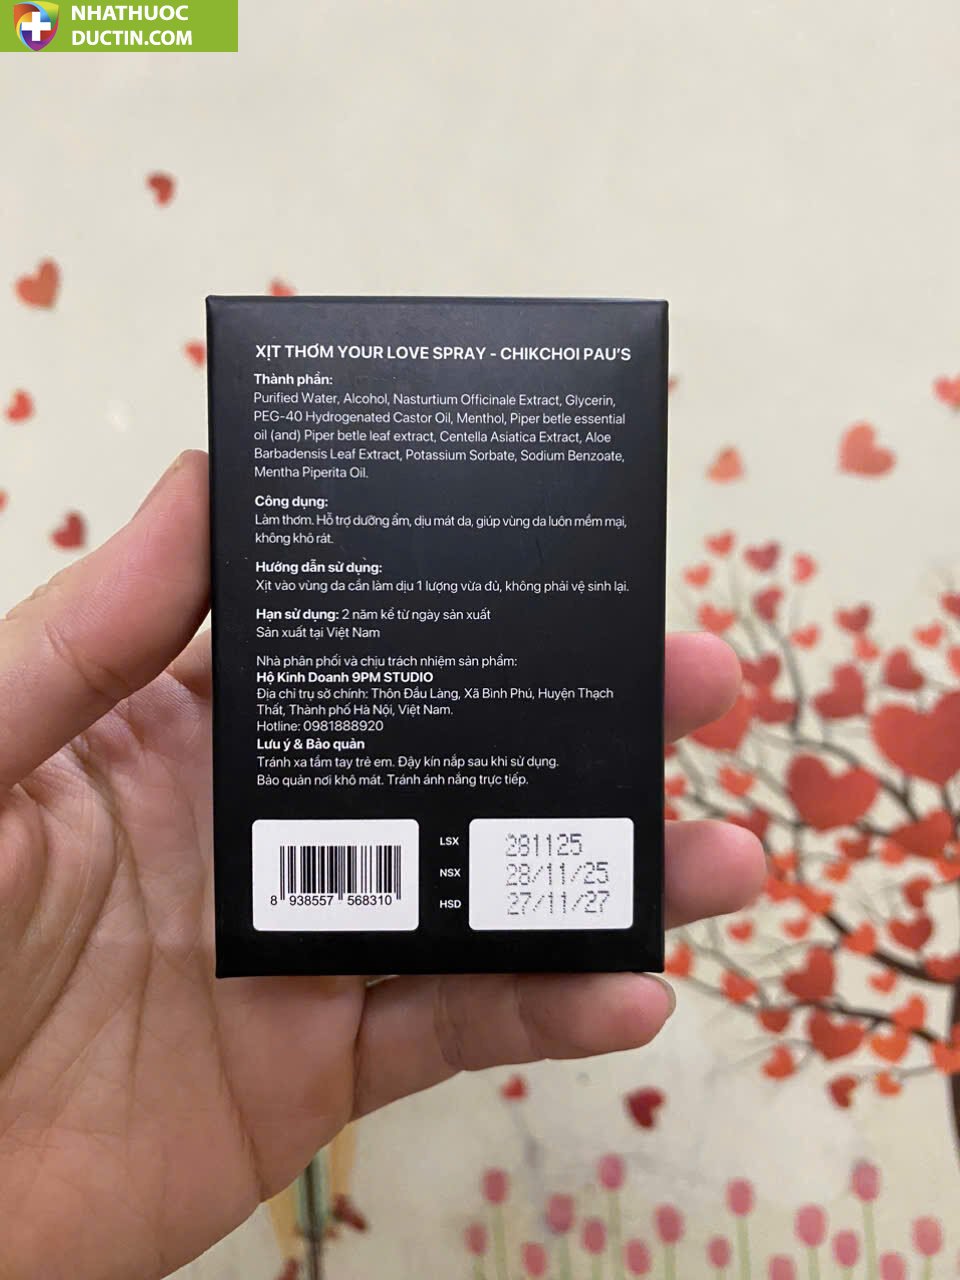 NHATHUOC
DUCTIN.COM
XỊT THƠM YOUR LOVE SPRAY - CHIKCHOI PAU'S
Thành phần:
Purified Water, Alcohol, Nasturtium Officinale Extract, Glycerin,
PEG-40 Hydrogenated Castor Oil, Menthol, Piper betle essential
oil (and) Piper betle leaf extract, Centella Asiatica Extract, Aloe
Barbadensis Leaf Extract, Potassium Sorbate, Sodium Benzoate,
Mentha Piperita Oil.
Công dụng:
Làm thơm. Hỗ trợ dưỡng ẩm, dịu mát da, giúp vùng da luôn mềm mại,
không khô rát.
Hướng dẫn sử dụng:
Xịt vào vùng da cần làm dịu 1 lượng vừa đủ, không phải vệ sinh lại.
Hạn sử dụng: 2 năm kể từ ngày sản xuất
Sản xuất tại Việt Nam
Nhà phân phối và chịu trách nhiệm sản phẩm:
Hộ Kinh Doanh 9PM STUDIO
Địa chỉ trụ sở chính: Thôn Đầu Làng, Xã Bình Phú, Huyện Thạch
Thất, Thành phố Hà Nội, Việt Nam.
Hotline: 0981888920
Lưu ý & Bảo quản
Tránh xa tầm tay trẻ em. Đậy kín nắp sau khi sử dụng.
Bảo quản nơi khô mát. Tránh ánh nắng trực tiếp.
8 938557 568310
LSX 281125
NSX 28/11/25
HSD 27/11/27